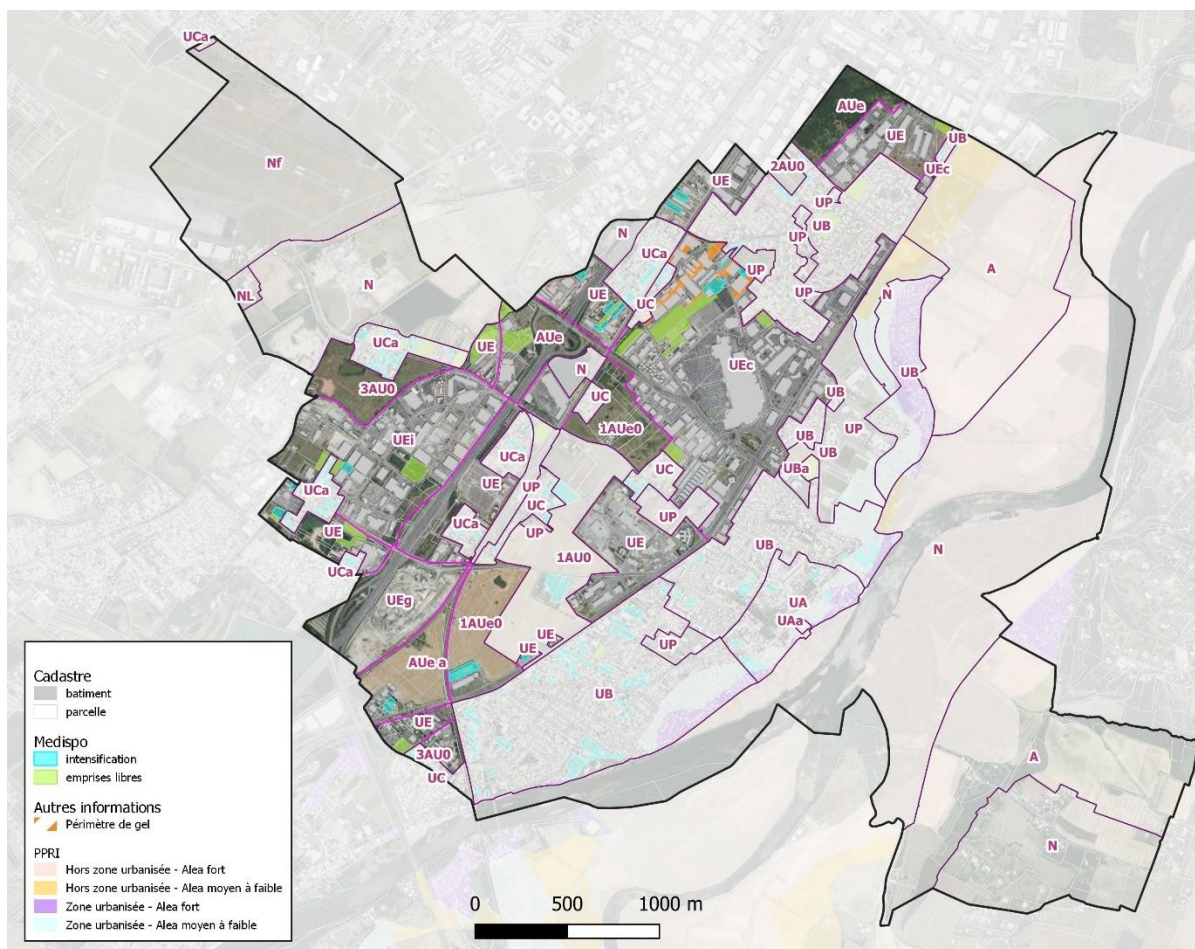 UCa
AUe
UE
UB
Nf
2AU0
UEc
UE
UP
UB
UP
N
UCa
UP
A
N
NL
UE
UP
N
UC
UCa
UE
AUe
UEc
N
UB
3AU0
UC
UB
UP
1AUe0
UEi
UB
UB
UCa
UC
UBa
UE
UP
UCa
UC
UP
UCa
UP
UE
UB
N
UE
1AU0
UCa
UA
UEg
1AUe0
UAa
UE
UP
UE
AUe a
UB
UE
3AU0
UC
A
N
Cadastre
batiment
parcelle
Medispo
intensification
emprises libres
Autres informations
Périmètre de gel
PPRI
Hors zone urbanisée - Alea fort
Hors zone urbanisée - Alea moyen à faible
Zone urbanisée - Alea fort
Zone urbanisée - Alea moyen à faible
0 500 1000 m